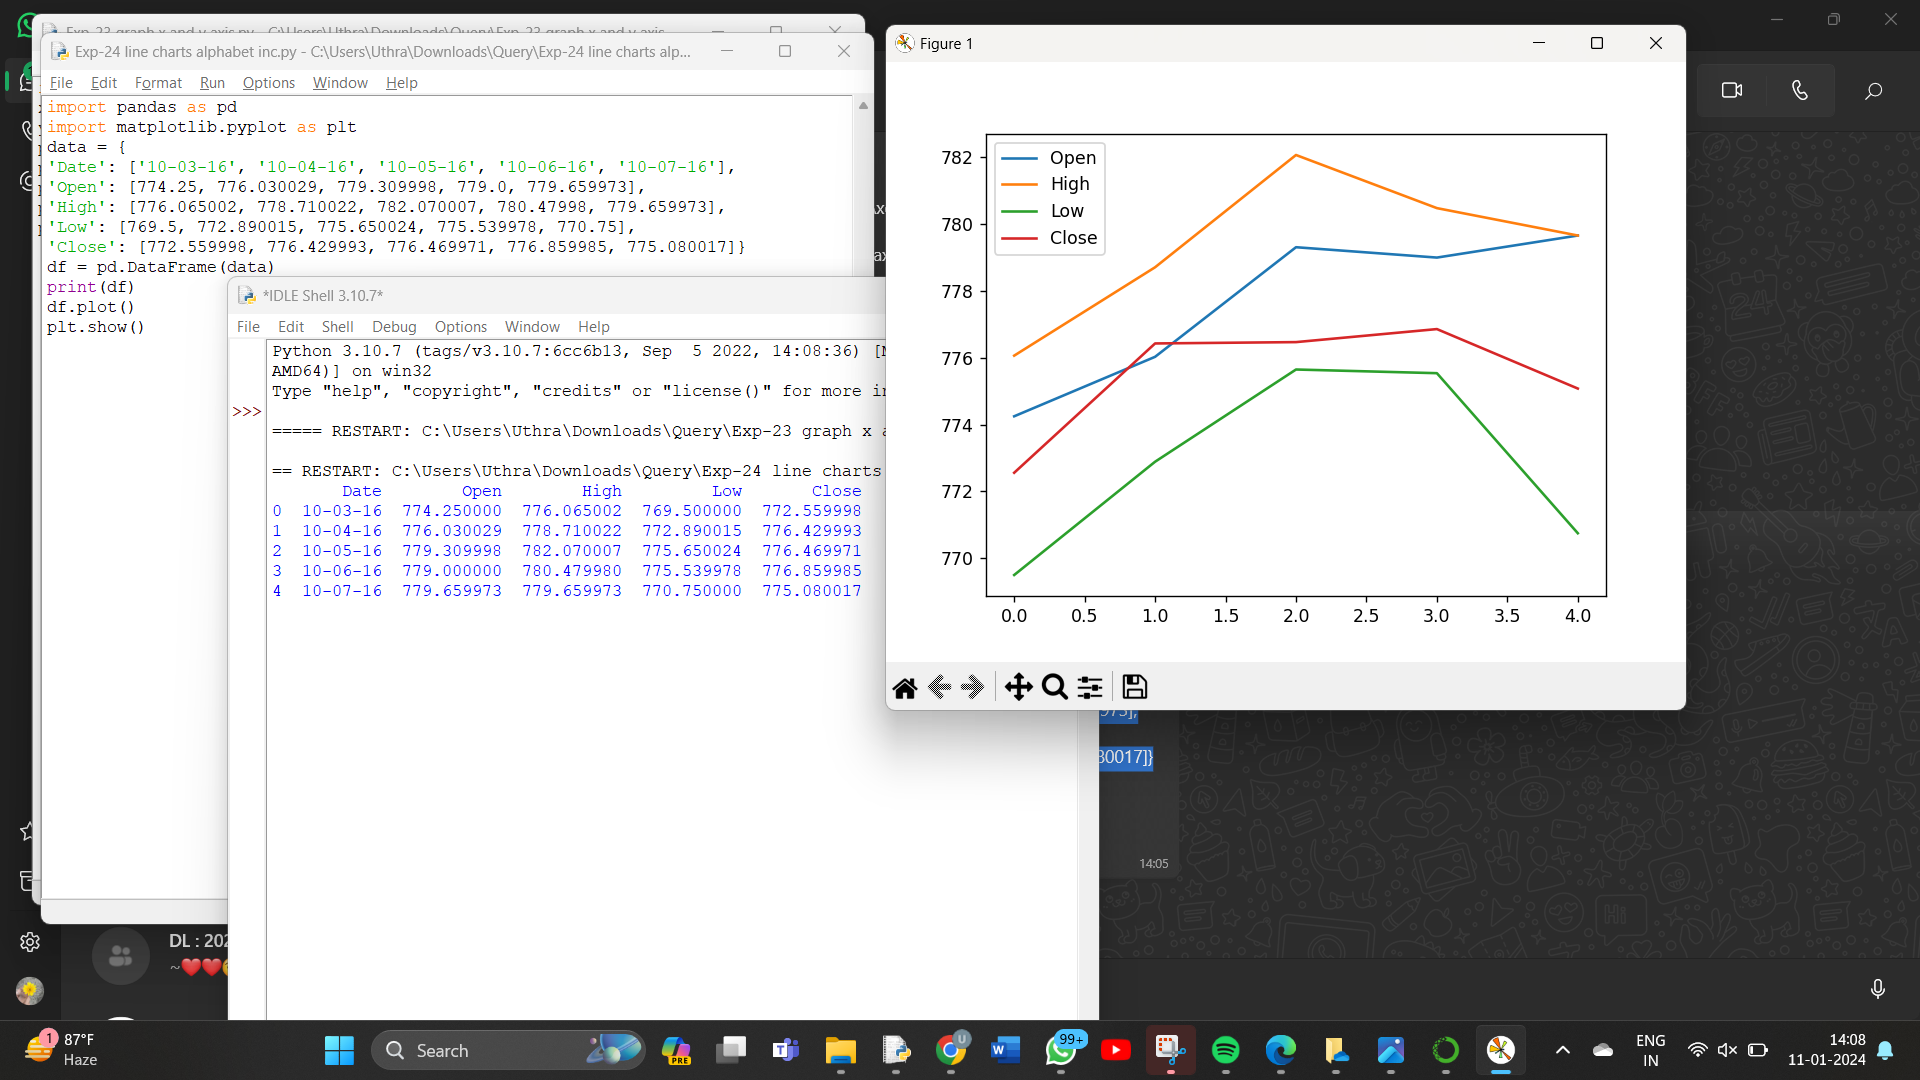 Exp-23 graph x and y axis.py - C:\Users\Uthra\Downloads\Query\Exp-23 graph x and y axis
Exp-24 line charts alphabet inc.py - C:\Users\Uthra\Downloads\Query\Exp-24 line charts alp...
File Edit Format Run Options Window Help
import pandas as pd
import matplotlib.pyplot as plt
data = {
'Date': ['10-03-16', '10-04-16', '10-05-16', '10-06-16', '10-07-16'],
'Open': [774.25, 776.030029, 779.309998, 779.0, 779.659973],
'High': [776.065002, 778.710022, 782.070007, 780.47998, 779.659973],
'Low': [769.5, 772.890015, 775.650024, 775.539978, 770.75],
'Close': [772.559998, 776.429993, 776.469971, 776.859985, 775.080017]}
df = pd.DataFrame(data)
print(df)
df.plot()
plt.show()
*IDLE Shell 3.10.7*
File Edit Shell Debug Options Window Help
Python 3.10.7 (tags/v3.10.7:6cc6b13, Sep  5 2022, 14:08:36) [
AMD64)] on win32
Type "help", "copyright", "credits" or "license()" for more
>>>
===== RESTART: C:\Users\Uthra\Downloads\Query\Exp-23 graph x
== RESTART: C:\Users\Uthra\Downloads\Query\Exp-24 line charts
Date Open High Low Close
0 10-03-16 774.250000 776.065002 769.500000 772.559998
1 10-04-16 776.030029 778.710022 772.890015 776.429993
2 10-05-16 779.309998 782.070007 775.650024 776.469971
3 10-06-16 779.000000 780.479980 775.539978 776.859985
4 10-07-16 779.659973 779.659973 770.750000 775.080017
Figure 1
Open
High
Low
Close
782
780
778
776
774
772
770
0.0 0.5 1.0 1.5 2.0 2.5 3.0 3.5 4.0
30017]}
14:05
DL : 202
~❤️❤️
1
87°F
Haze
Search
PRE
U
99+
ENG
IN
14:08
11-01-2024